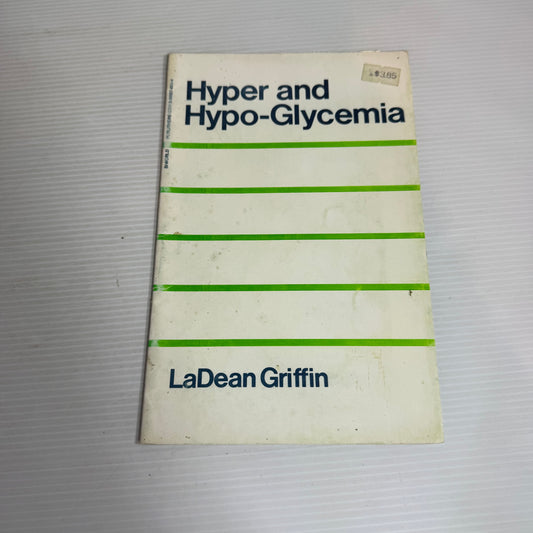 $3.95
Hyper and
Hypo-Glycemia
LaDean Griffin